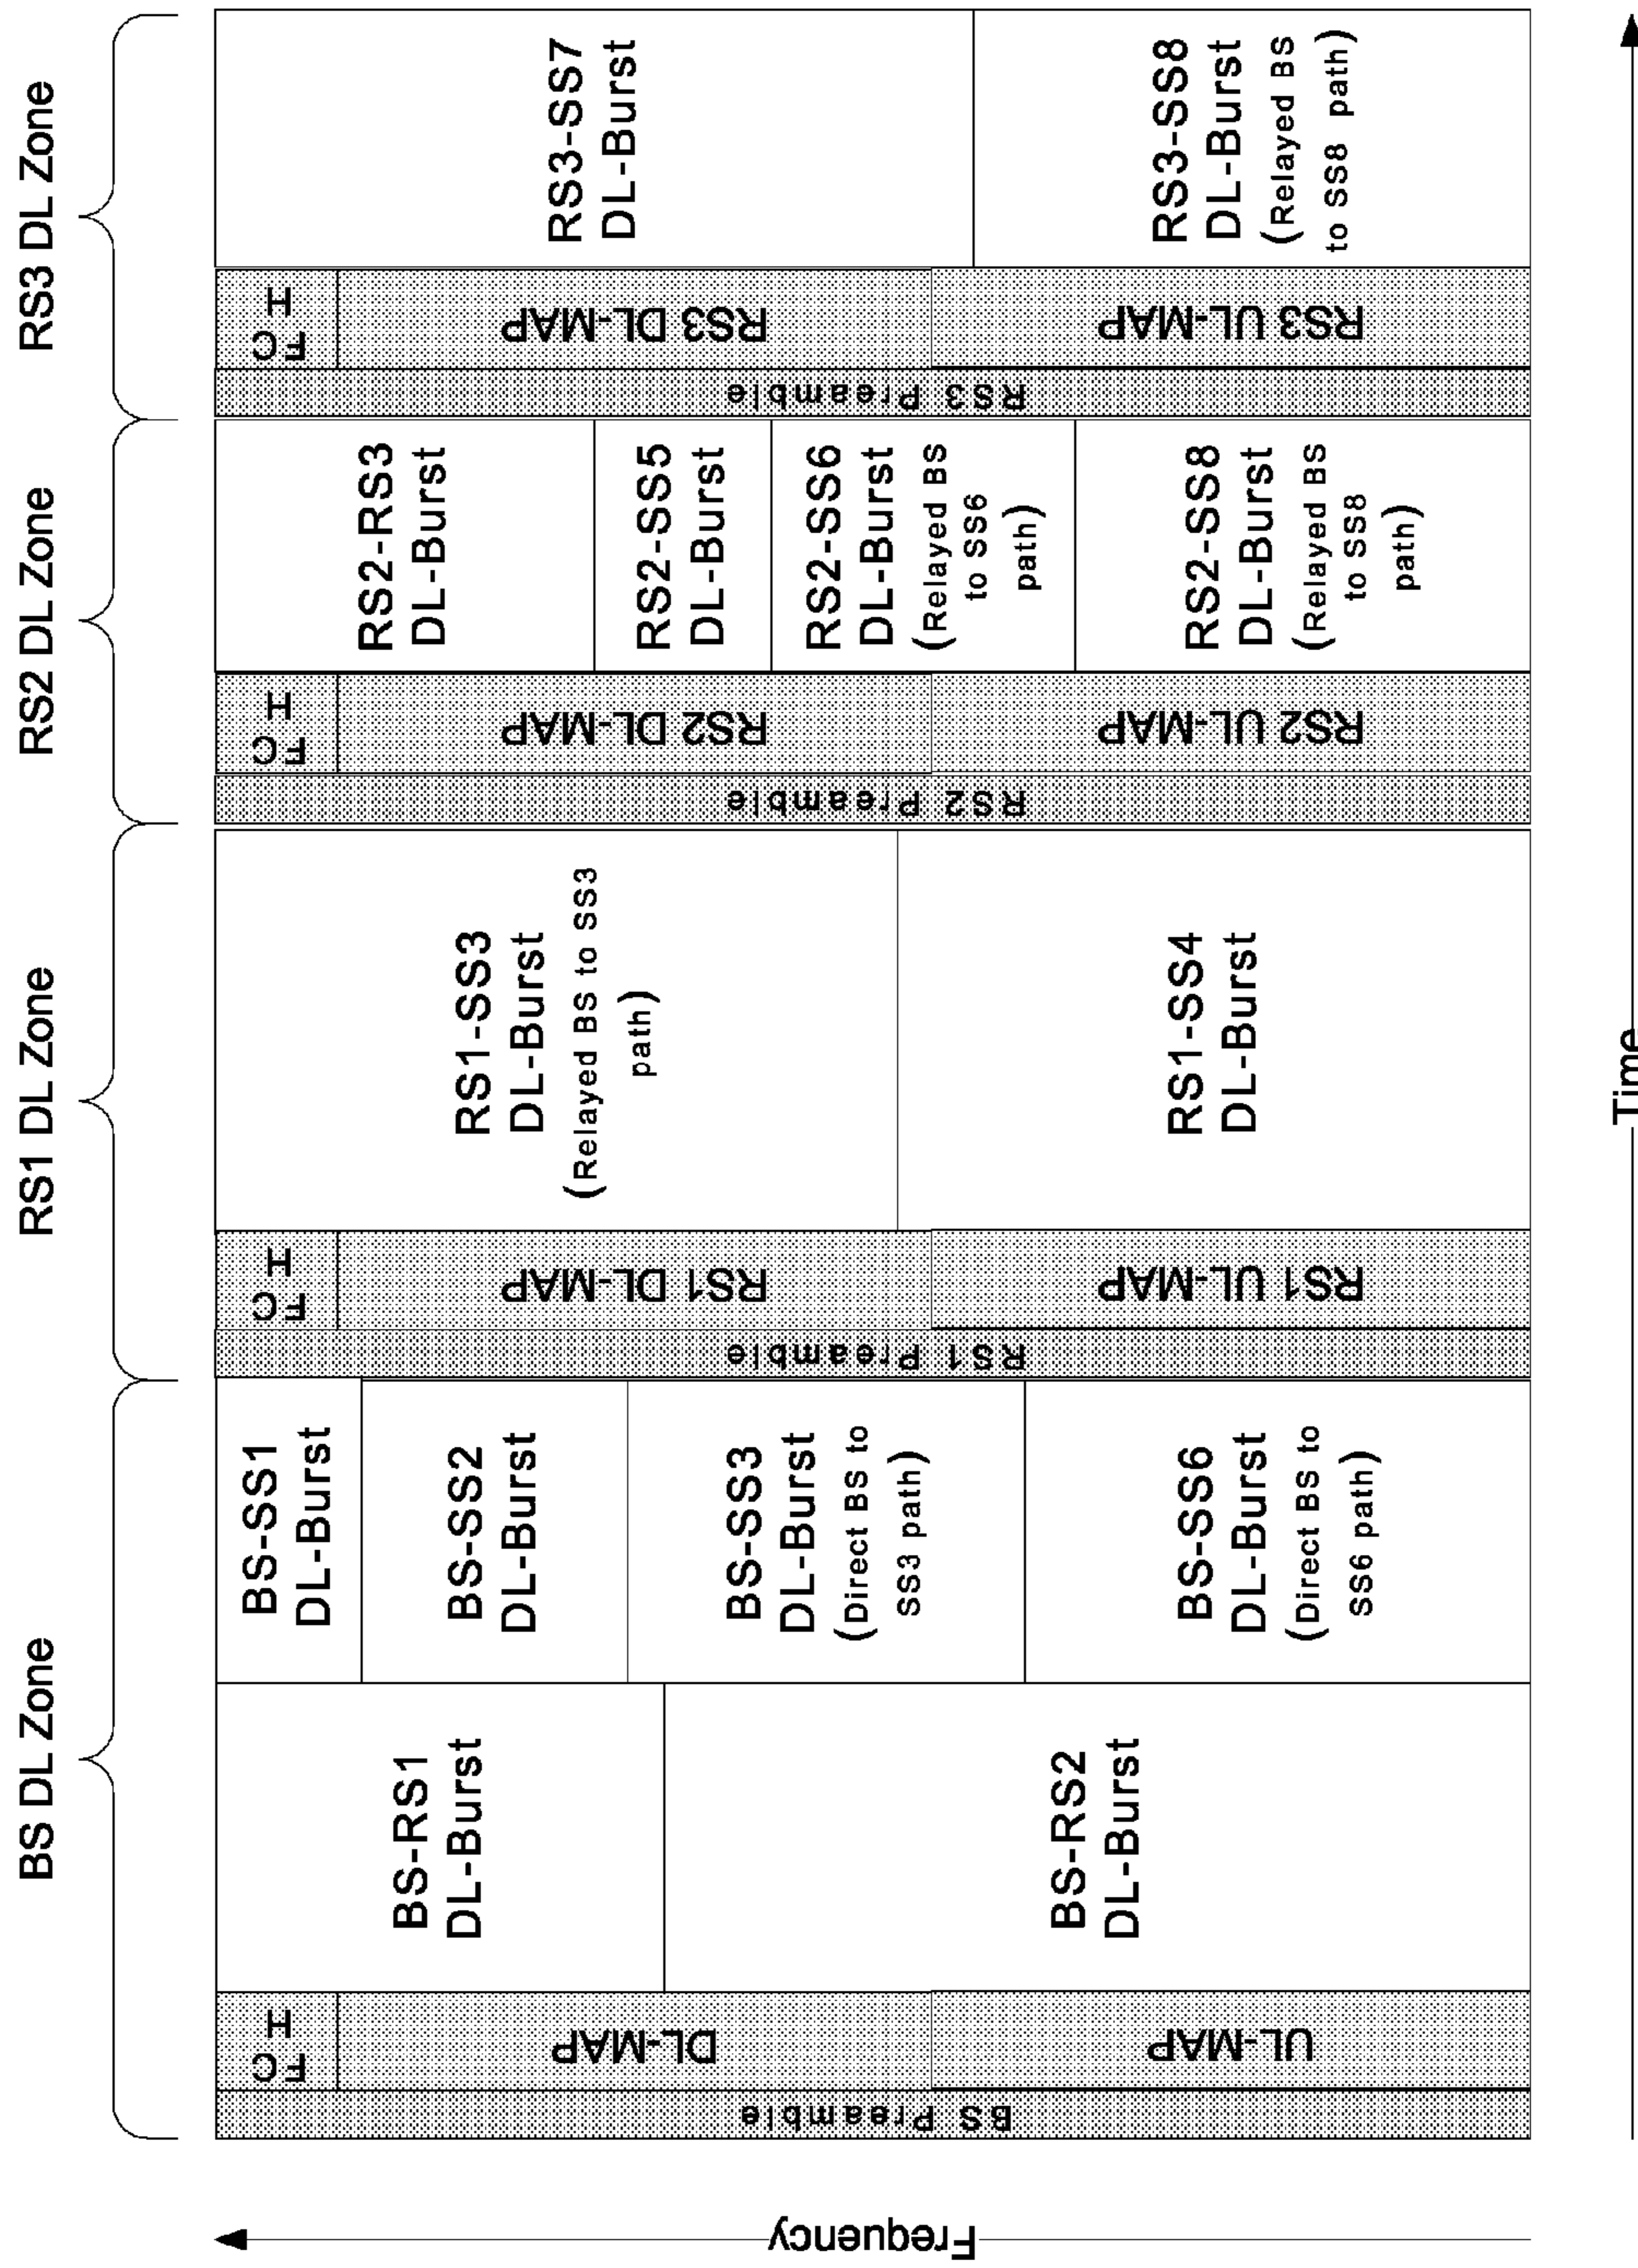 BS DL Zone
RS1 DL Zone
RS2 DL Zone
RS3 DL Zone
Frequency
BS Preamble
FC
H
DL-MAP
UL-MAP
BS-RS1
DL-Burst
BS-RS2
DL-Burst
BS-SS1
DL-Burst
BS-SS2
DL-Burst
BS-SS3
DL-Burst
(Direct BS to
SS3 path)
BS-SS6
DL-Burst
(Direct BS to
SS6 path)
RS1 Preamble
FC
H
RS1 DL-MAP
RS1 UL-MAP
RS1-SS3
DL-Burst
(Relayed BS to SS3
path)
RS1-SS4
DL-Burst
RS2 Preamble
FC
H
RS2 DL-MAP
RS2 UL-MAP
RS2-RS3
DL-Burst
RS2-SS5
DL-Burst
RS2-SS6
DL-Burst
(Relayed BS
to SS6
path)
RS2-SS8
DL-Burst
(Relayed BS
to SS8
path)
RS3 Preamble
FC
H
RS3 DL-MAP
RS3 UL-MAP
RS3-SS7
DL-Burst
RS3-SS8
DL-Burst
(Relayed BS
to SS8 path)
Time